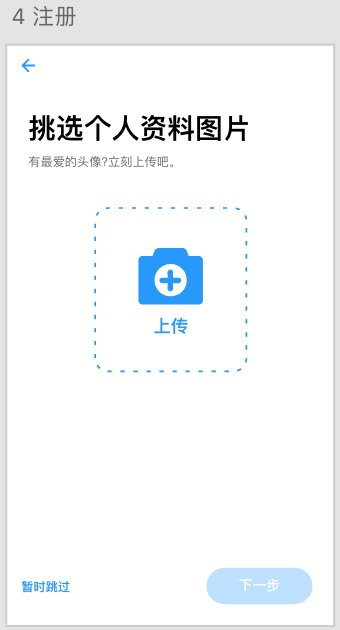 4 注册
挑选个人资料图片
有最爱的头像?立刻上传吧。
上传
暂时跳过
下一步